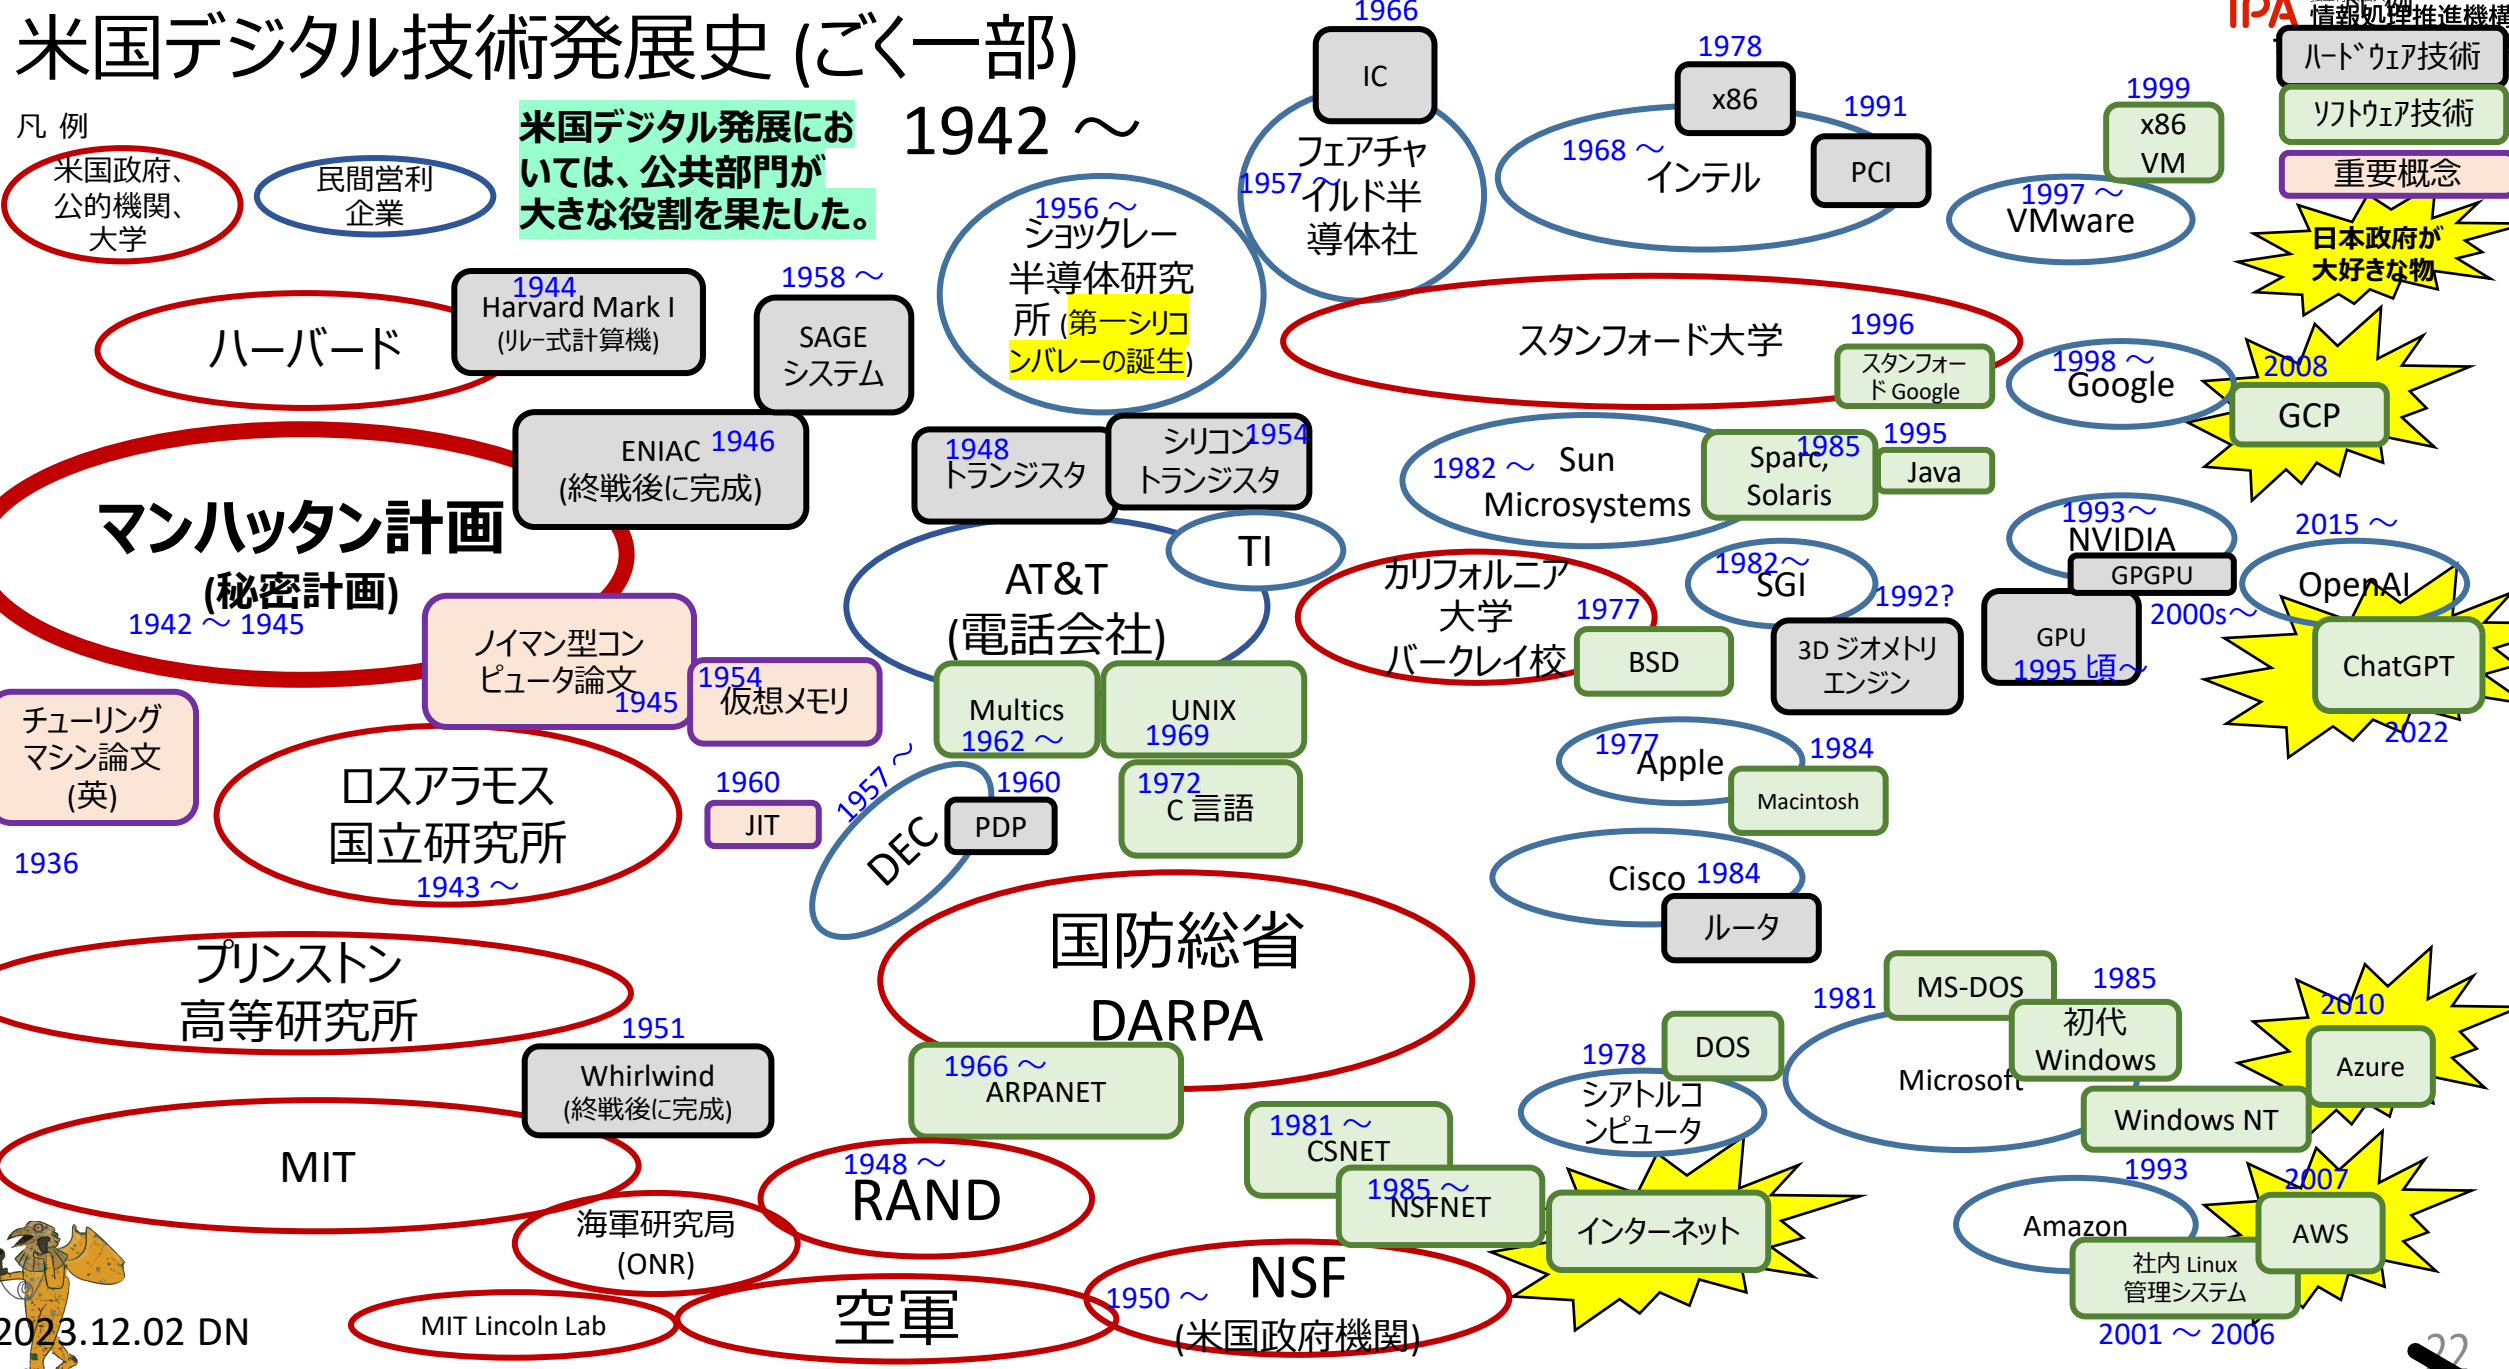 米国デジタル技術発展史 (ごく一部)
1942 ～
IPA
情報処理推進機構
凡 例
米国政府、
公的機関、
大学
民間営利
企業
米国デジタル発展にお
いては、公共部門が
大きな役割を果たした。
ハードウェア技術
ソフトウェア技術
重要概念
日本政府が
大好きな物
1966
IC
フェアチャ
1957 ～
イルド半
導体社
1978
x86
1991
PCI
1968 ～
インテル
1999
x86
VM
1997 ～
VMware
1956 ～
ショックレー
半導体研究
所 (第一シリコ
ンバレーの誕生)
ハーバード
1944
Harvard Mark I
(リレー式計算機)
1958 ～
SAGE
システム
スタンフォード大学
1996
スタンフォー
ド Google
1998 ～
Google
2008
GCP
ENIAC 1946
(終戦後に完成)
マンハッタン計画
(秘密計画)
1942 ～ 1945
1948
トランジスタ
シリコン
1954
トランジスタ
TI
AT&T
(電話会社)
1982 ～
Sun
Microsystems
1985
Sparc,
Solaris
1995
Java
1993～
NVIDIA
GPGPU
2000s～
GPU
1995 頃～
2015 ～
OpenAI
ChatGPT
2022
カリフォルニア
大学
バークレイ校
1977
BSD
1982～
SGI
1992?
3D ジオメトリ
エンジン
ノイマン型コン
ピュータ論文
1945
1954
仮想メモリ
Multics
1962 ～
UNIX
1969
1972
C 言語
チューリング
マシン論文
(英)
1936
ロスアラモス
国立研究所
1943 ～
1960
JIT
1957 ～
DEC
1960
PDP
1977
Apple
1984
Macintosh
Cisco 1984
ルータ
プリンストン
高等研究所
国防総省
DARPA
1966 ～
ARPANET
1951
Whirlwind
(終戦後に完成)
MIT
1948 ～
RAND
海軍研究局
(ONR)
MIT Lincoln Lab
空軍
1950 ～
NSF
(米国政府機関)
1981 ～
CSNET
1985 ～
NSFNET
インターネット
1978
DOS
シアトルコ
ンピュータ
1981
MS-DOS
1985
初代
Windows
Microsoft
Windows NT
1993
2010
Azure
Amazon
2007
AWS
社内 Linux
管理システム
2001 ～ 2006
2023.12.02 DN
22